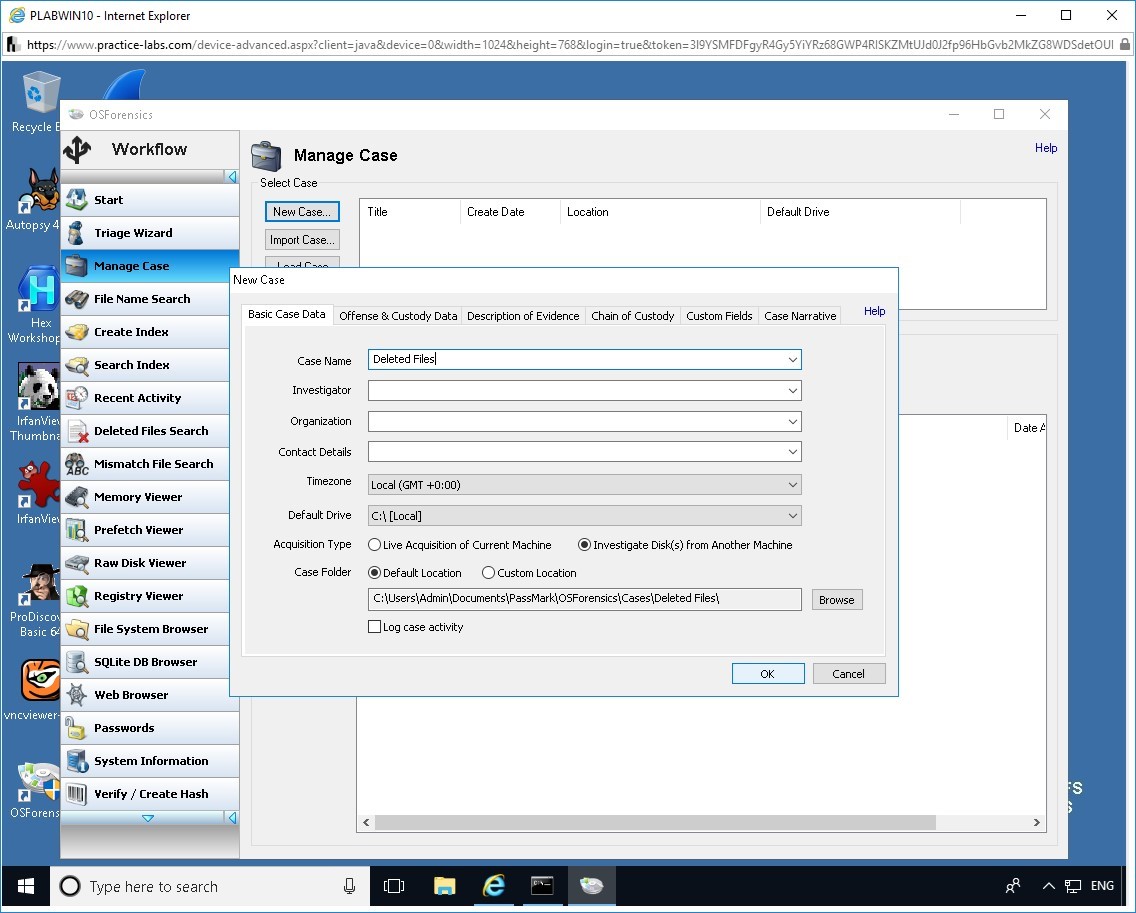 PLABWIN10 - Internet Explorer
https://www.practice-labs.com/device-advanced.aspx?client=java&device=0&width=1024&height=768&login=true&token=
Recycle
OSForensics
Workflow
Manage Case
Help
Select Case
Start
New Case...
Title
Create Date
Location
Default Drive
Autopsy 4
Triage Wizard
Import Case...
Manage Case
Load Case
New Case
File Name Search
Basic Case Data
Offense & Custody Data
Description of Evidence
Chain of Custody
Custom Fields
Case Narrative
Help
Hex
Workshop
Create Index
Case Name
Deleted Files
Search Index
Investigator
Recent Activity
IrfanView
Thumbna
Organization
Date A
Deleted Files Search
Contact Details
Mismatch File Search
Timezone
Local (GMT +0:00)
Memory Viewer
IrfanView
Default Drive
C:\ [Local]
Prefetch Viewer
Acquisition Type
Live Acquisition of Current Machine
Investigate Disk(s) from Another Machine
Raw Disk Viewer
Case Folder
Default Location
Custom Location
Registry Viewer
C:\Users\Admin\Documents\PassMark\OSForensics\Cases\Deleted Files\
Browse
ProDiscov
Basic 64
File System Browser
Log case activity
SQLite DB Browser
OK
Cancel
Web Browser
vncviewer-
Passwords
System Information
Verify / Create Hash
OSForens
FS
S
Type here to search
ENG